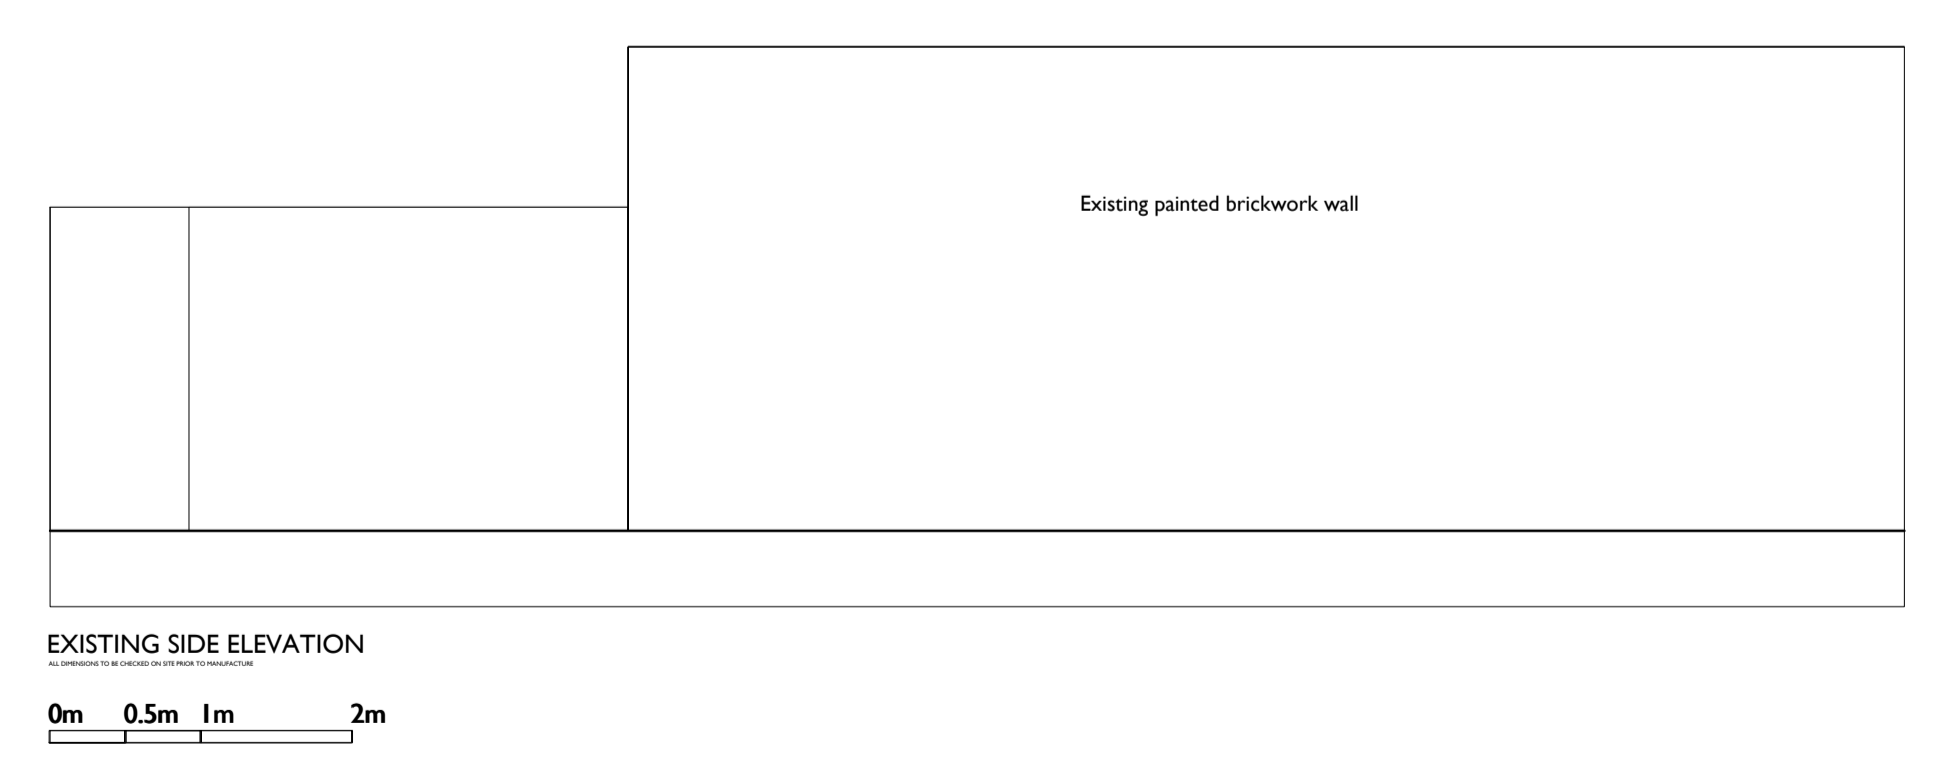 Existing painted brickwork wall
EXISTING SIDE ELEVATION
ALL DIMENSIONS TO BE CHECKED ON SITE PRIOR TO MANUFACTURE
0m 0.5m 1m 2m